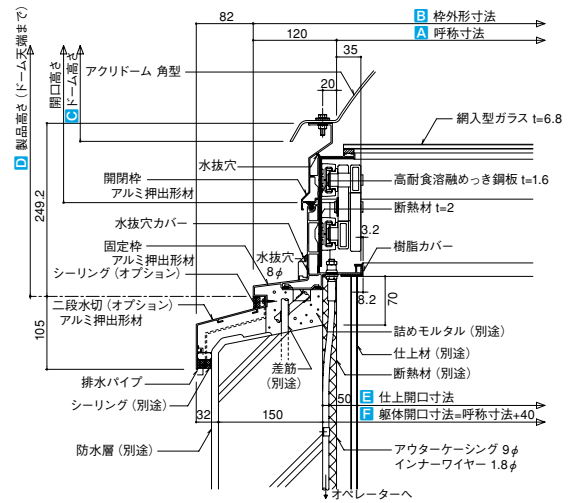 82
B 枠外形寸法
A 呼称寸法
120
35
アクリドーム 角型
20
D 製品高さ（ドーム天端まで）
開口高さ
C ドーム高さ
網入型ガラス t=6.8
水抜穴
開閉枠
アルミ押出形材
高耐食溶融めっき鋼板 t=1.6
断熱材 t=2
249.2
水抜穴カバー
3.2
固定枠
アルミ押出形材
水抜穴
8φ
樹脂カバー
シーリング（オプション）
二段水切（オプション）
アルミ押出形材
8.2
70
105
詰めモルタル（別途）
仕上材（別途）
差筋
（別途）
断熱材（別途）
排水パイプ
シーリング（別途）
50
E 仕上開口寸法
32
150
F 躯体開口寸法=呼称寸法+40
防水層（別途）
アウターケーシング 9φ
インナーワイヤー 1.8φ
オペレーターへ